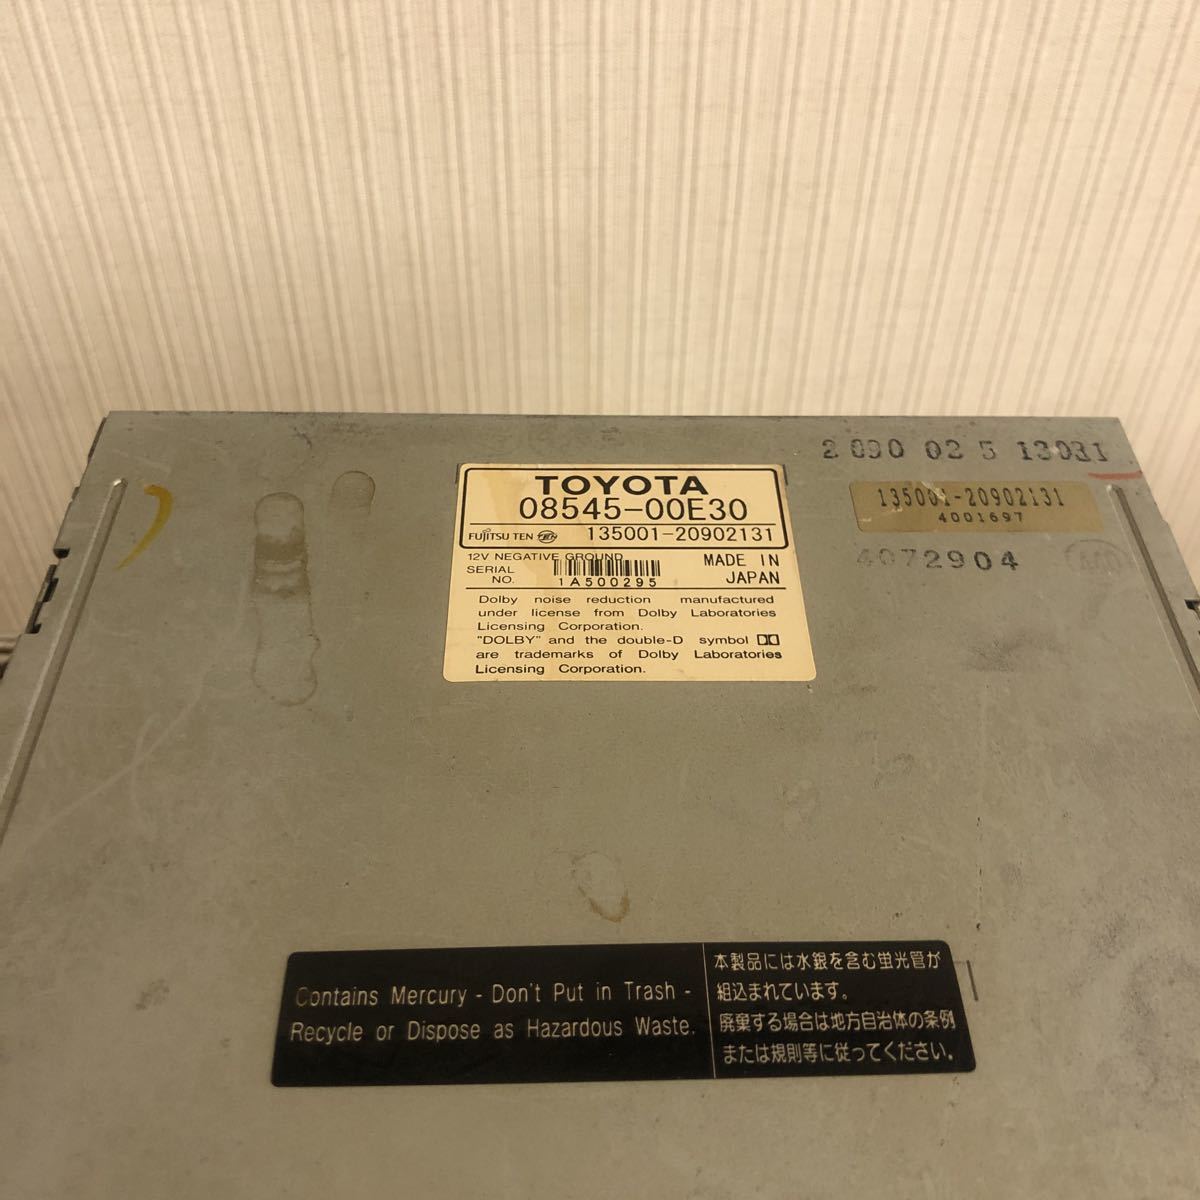 2 090 02 5 13031
TOYOTA
08545-00E30
FUJITSU TEN 135001-20902131
12V NEGATIVE GROUND
SERIAL NO. 1A500295
MADE IN JAPAN
Dolby noise reduction manufactured
under license from Dolby Laboratories
Licensing Corporation.
"DOLBY" and the double-D symbol
are trademarks of Dolby Laboratories
Licensing Corporation.
135001-20902131
4001697
4072904
Contains Mercury - Don't Put in Trash -
Recycle or Dispose as Hazardous Waste.
本製品には水銀を含む蛍光管が
組込まれています。
廃棄する場合は地方自治体の条例
または規則等に従ってください。